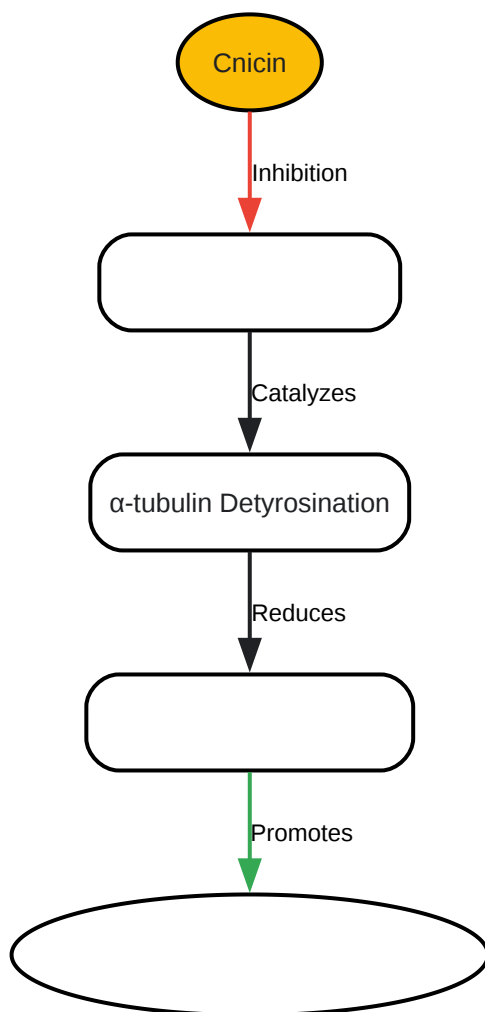 Cnicin
Inhibition
Catalyzes
α-tubulin Detyrosination
Reduces
Promotes